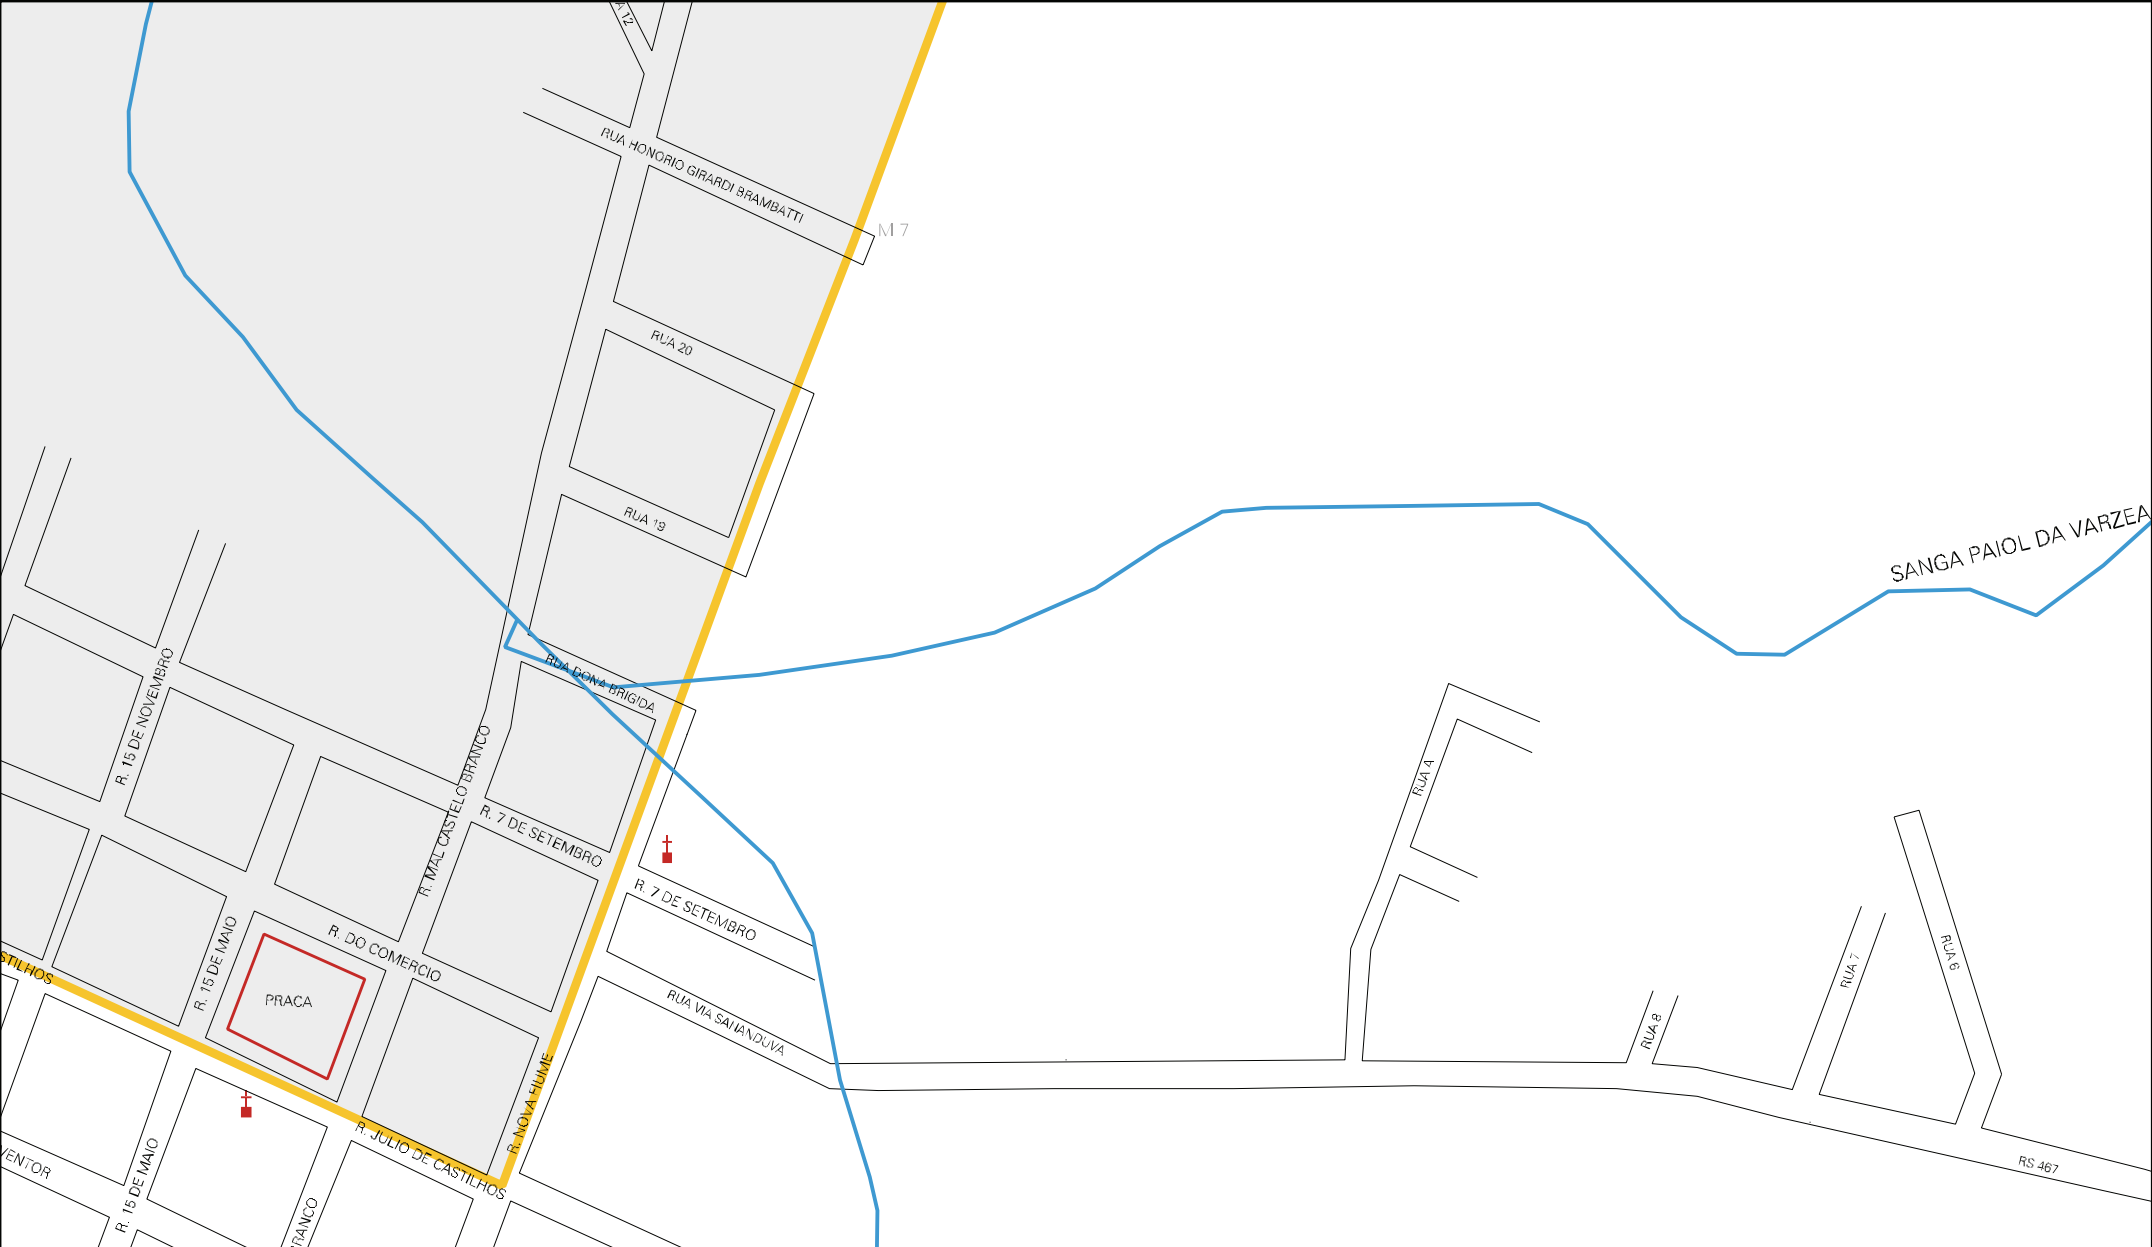 A 12
RUA HONORIO GIRARDI BRAMBATTI
M 7
RUA 20
RUA 19
SANGA PAIOL DA VARZEA
RUA DONA BRIGIDA
R. 15 DE NOVEMBRO
R. MAL CASTELO BRANCO
RUA A
R. 7 DE SETEMBRO
R. 7 DE SETEMBRO
R. DO COMERCIO
R. 15 DE MAIO
STILHOS
PRACA
RUA VIA SANANDUVA
RUA 8
RUA 7
RUA 6
R. NOVA FIUME
R. JULIO DE CASTILHOS
VENTOR
R. 15 DE MAIO
RANCO
RS 467